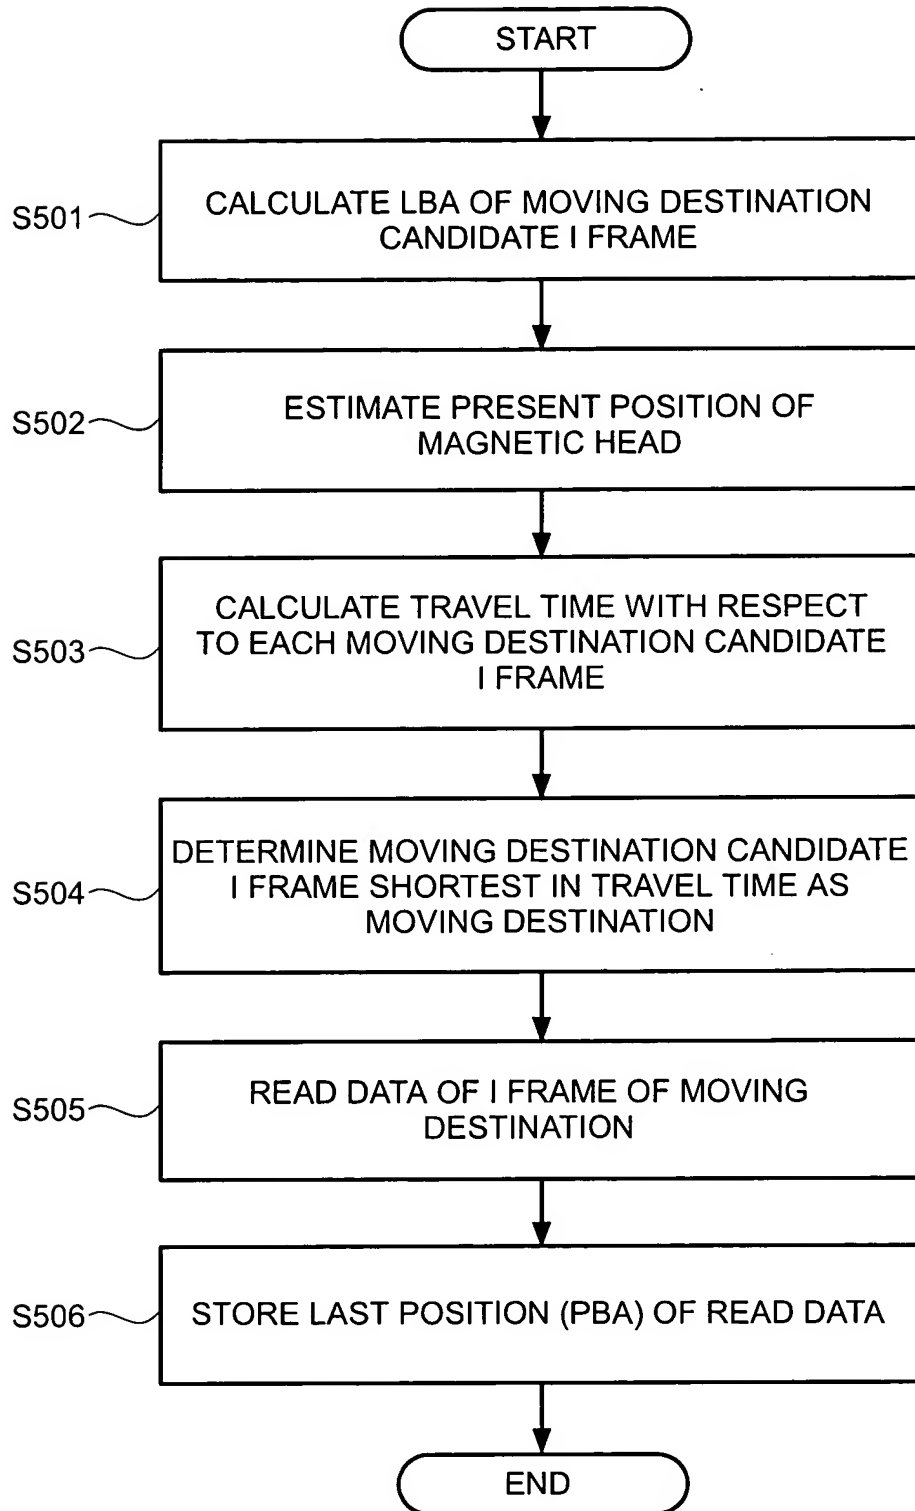 START
S501
CALCULATE LBA OF MOVING DESTINATION
CANDIDATE I FRAME
S502
ESTIMATE PRESENT POSITION OF
MAGNETIC HEAD
S503
CALCULATE TRAVEL TIME WITH RESPECT
TO EACH MOVING DESTINATION CANDIDATE
I FRAME
S504
DETERMINE MOVING DESTINATION CANDIDATE
I FRAME SHORTEST IN TRAVEL TIME AS
MOVING DESTINATION
S505
READ DATA OF I FRAME OF MOVING
DESTINATION
S506
STORE LAST POSITION (PBA) OF READ DATA
END